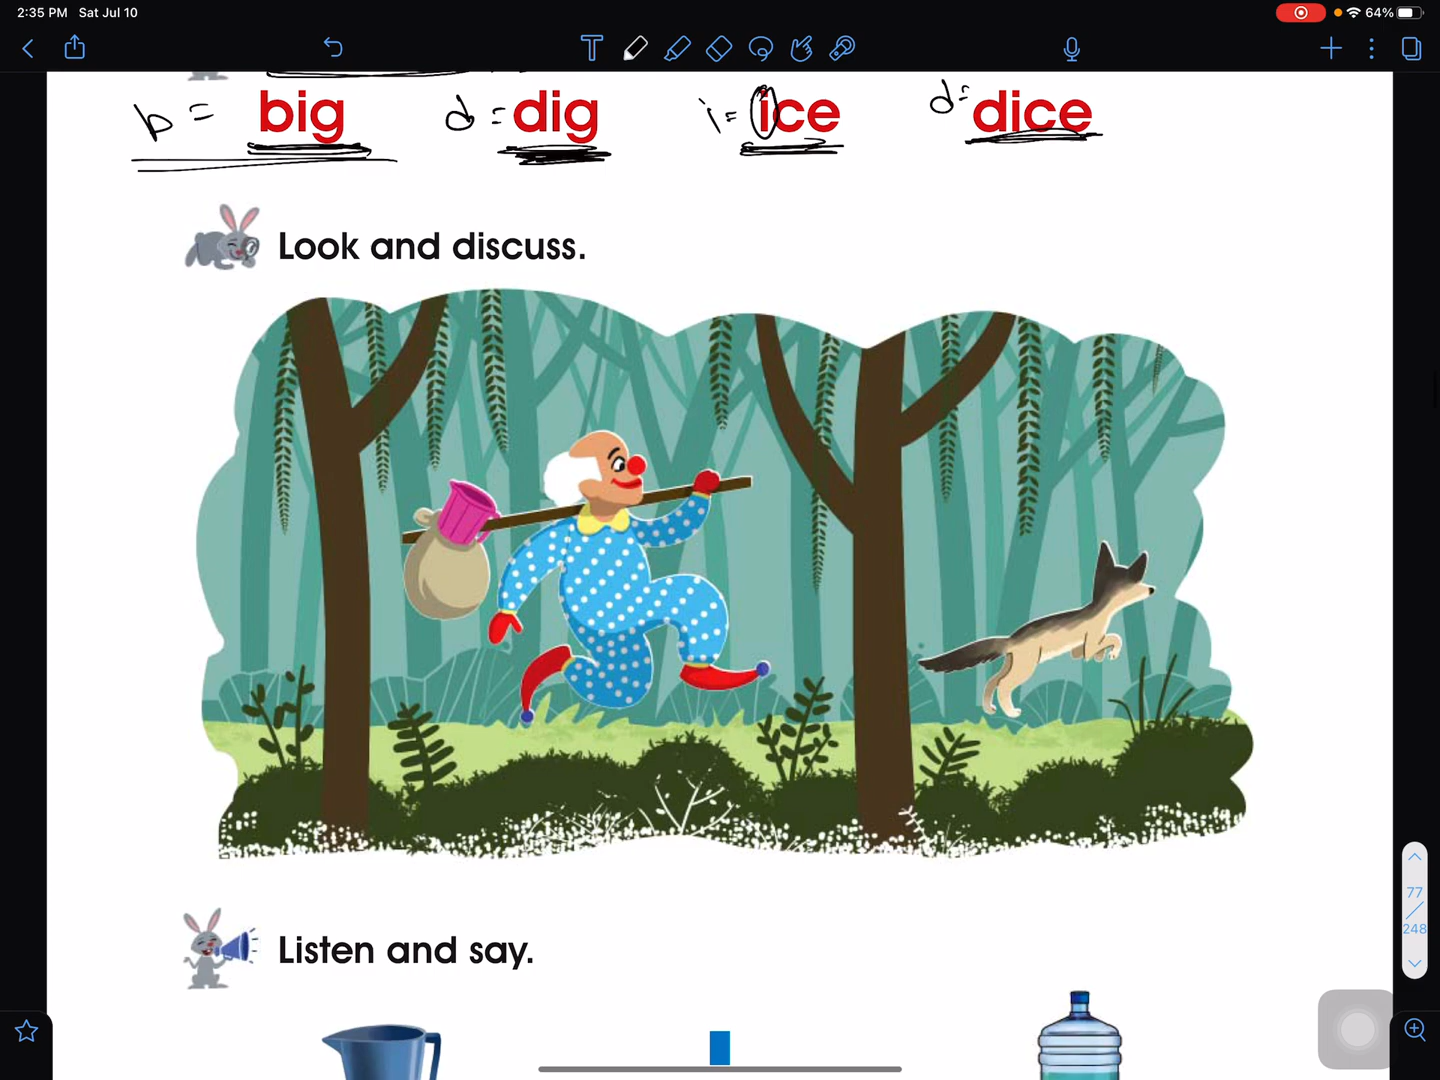 2:35 PM Sat Jul 10 64%
b = big d = dig i = ice d = dice
Look and discuss.
77
248
Listen and say.